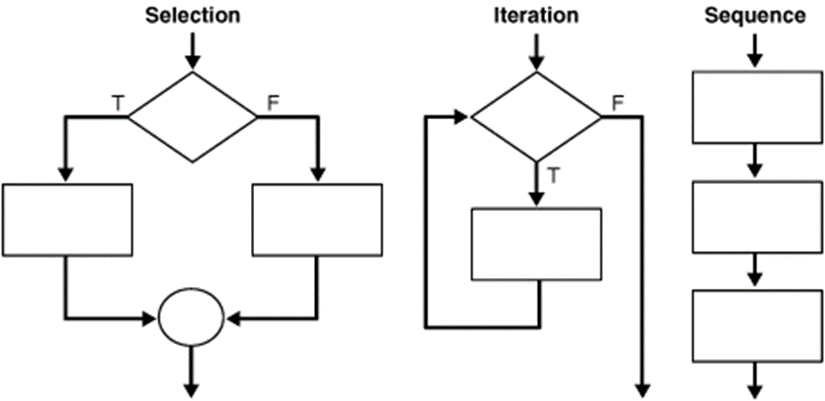 Selection
T
F
Iteration
F
T
Sequence